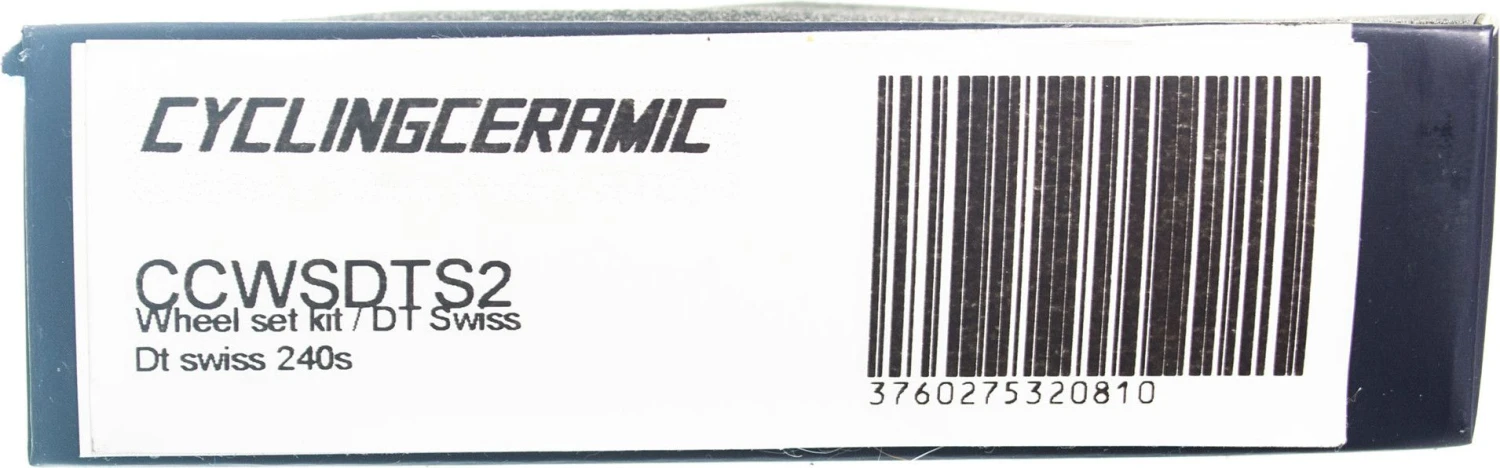 CYCLINGCERAMIC
CCWSDTS2
Wheel set kit / DT Swiss
Dt swiss 240s
3760275320810